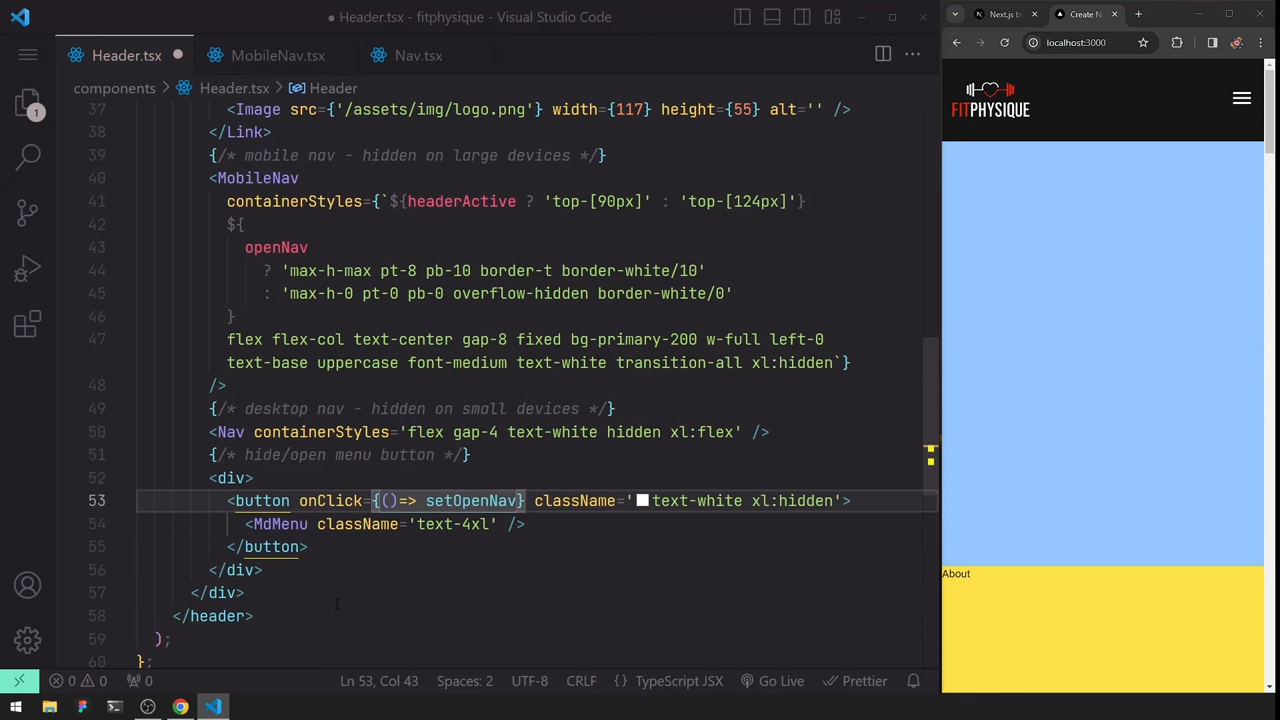 Header.tsx - fitphysique - Visual Studio Code
Header.tsx
MobileNav.tsx
Nav.tsx
components > Header.tsx > Header
37 <Image src={'/assets/img/logo.png'} width={117} height={55} alt='' />
38 </Link>
39 {/* mobile nav - hidden on large devices */}
40 <MobileNav
41 containerStyles={`${headerActive ? 'top-[90px]' : 'top-[124px]'}
42 ${
43 openNav
44 ? 'max-h-max pt-8 pb-10 border-t border-white/10'
45 : 'max-h-0 pt-0 pb-0 overflow-hidden border-white/0'
46 }
47 flex flex-col text-center gap-8 fixed bg-primary-200 w-full left-0
text-base uppercase font-medium text-white transition-all xl:hidden`}
48 />
49 {/* desktop nav - hidden on small devices */}
50 <Nav containerStyles='flex gap-4 text-white hidden xl:flex' />
51 {/* hide/open menu button */}
52 <div>
53 <button onClick={()=> setOpenNav} className='text-white xl:hidden'>
54 <MdMenu className='text-4xl' />
55 </button>
56 </div>
57 </div>
58 </header>
59 );
60 };
1
0 0 0
Ln 53, Col 43
Spaces: 2
UTF-8
CRLF
{} TypeScript JSX
Go Live
Prettier
Next.js by
Create N
localhost:3000
FITPHYSIQUE
About